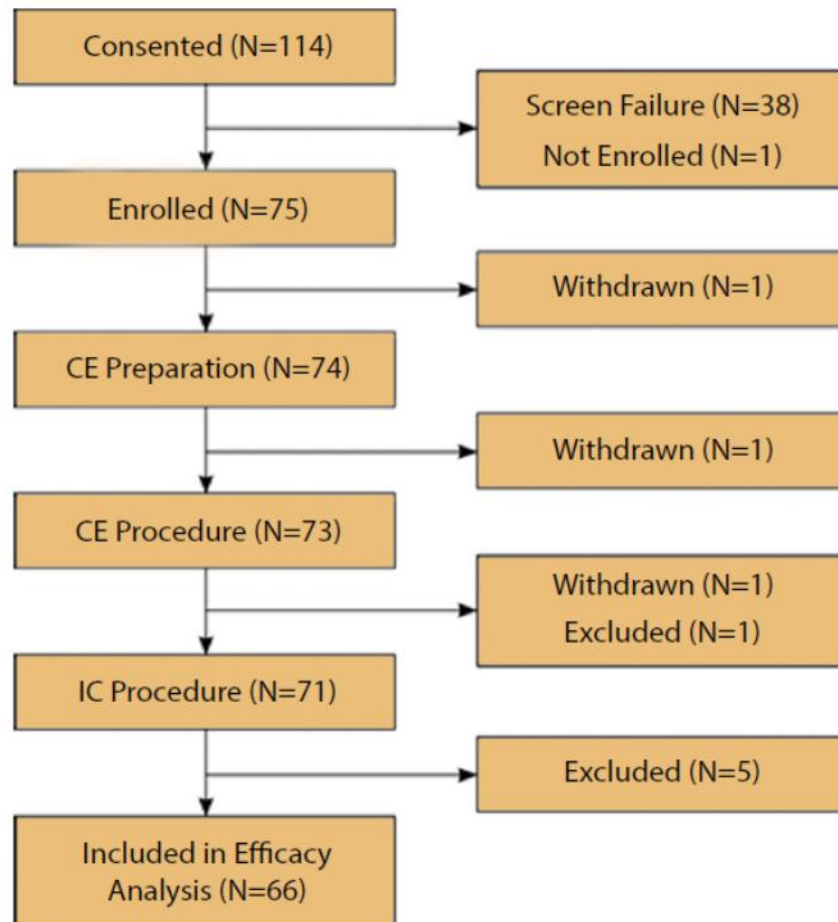 Consented (N=114)
Screen Failure (N=38)
Not Enrolled (N=1)
Enrolled (N=75)
Withdrawn (N=1)
CE Preparation (N=74)
Withdrawn (N=1)
CE Procedure (N=73)
Withdrawn (N=1)
Excluded (N=1)
IC Procedure (N=71)
Excluded (N=5)
Included in Efficacy
Analysis (N=66)